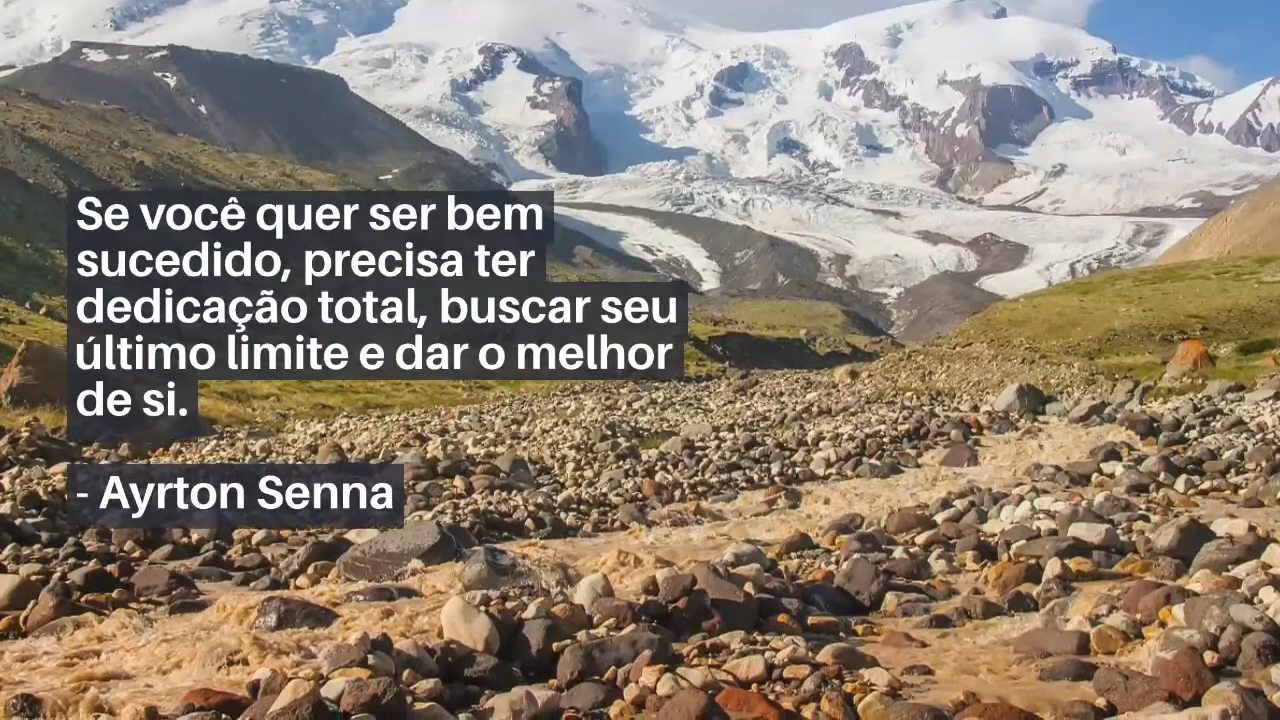 Se você quer ser bem
sucedido, precisa ter
dedicação total, buscar seu
último limite e dar o melhor
de si.
- Ayrton Senna